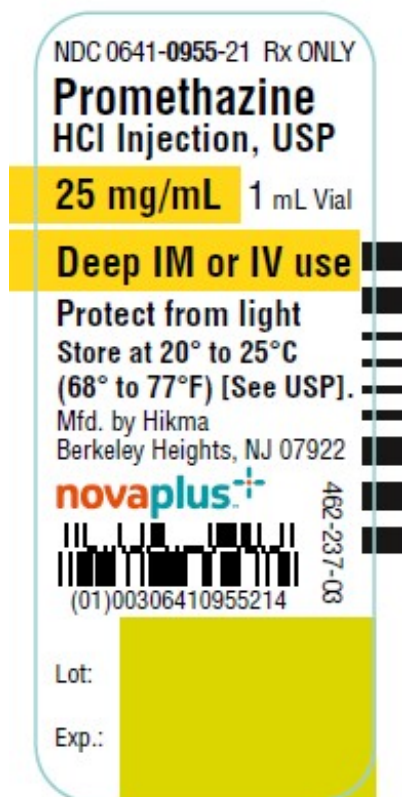 NDC 0641-0955-21 Rx ONLY
Promethazine
HCl Injection, USP
25 mg/mL 1 mL Vial
Deep IM or IV use
Protect from light
Store at 20° to 25°C
(68° to 77°F) [See USP].
Mfd. by Hikma
Berkeley Heights, NJ 07922
novaplus™
462-237-03
(01)00306410955214
Lot:
Exp.: